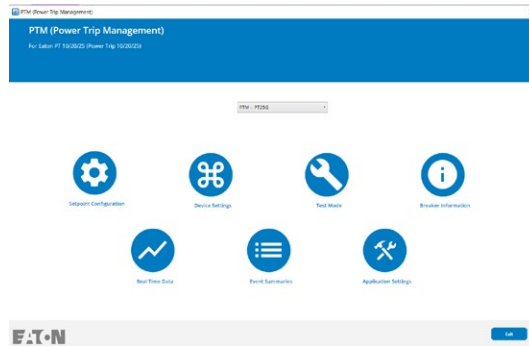 PTM (Power Trip Management)
PTM (Power Trip Management)
For Eaton PT 10/20/25 (Power Trip 10/20/25)
PTM - PT25G
Setpoint Configuration
Device Settings
Test Mode
Breaker Information
Real Time Data
Event Summaries
Application Settings
EATON
Exit